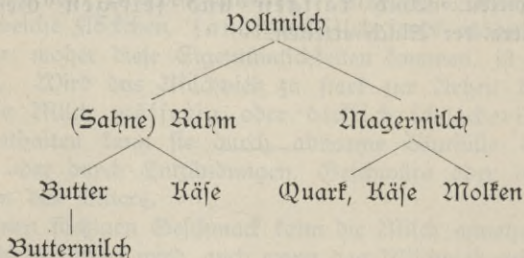 Vollmilch
(Sahne) Rahm Magermilch
Butter Käse Quark, Käse Molken
Buttermilch